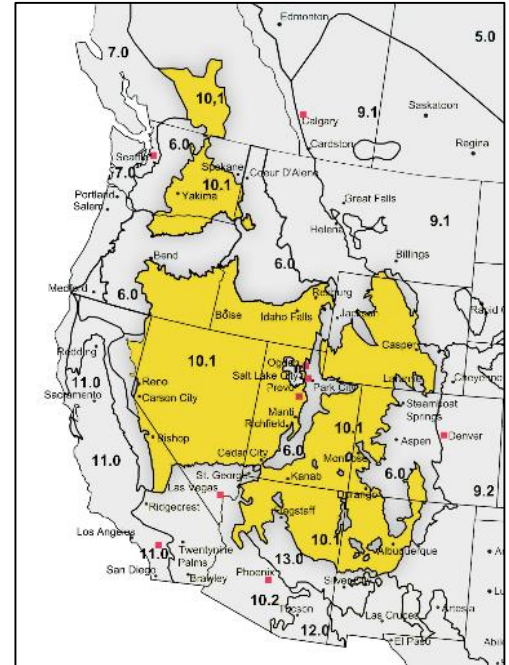 Edmonton
7.0
5.0
10,1
9.1
Saskatoon
Calgary
Cardston
Regina
Seattle
6.0
Spokane
Coeur D'Alene
7.0
10.1
Yakima
Portland
Salem
Great Falls
9.1
Helena
Billings
Bend
6.0
Medford
6.0
Rexburg
Boise
Idaho Falls
Jackson
Rapid C
Casper
Redding
10.1
Ogden
Salt Lake City
Park City
Laramie
Cheyenne
11.0
Reno
Provo
Sacramento
Carson City
Manti
Steamboat
Springs
Richfield
10.1
Denver
Bishop
Aspen
11.0
Cedar City
6.0
Montrose
6.0
St. George
Kanab
9.2
Las Vegas
Durango
Ridgecrest
Flagstaff
10.1
Los Angeles
Albuquerque
11.0
Twentynine
Palms
13.0
San Diego
Brawley
Phoenix
Silver City
10.2
Tucson
Las Cruces
Artesia
12.0
El Paso